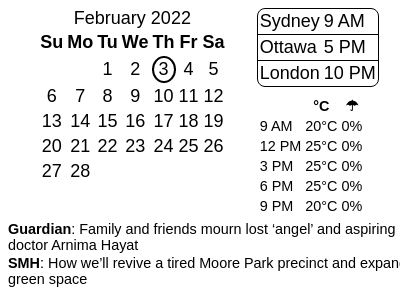 February 2022
Su Mo Tu We Th Fr Sa
1 2 3 4 5
6 7 8 9 10 11 12
13 14 15 16 17 18 19
20 21 22 23 24 25 26
27 28
Sydney 9 AM
Ottawa 5 PM
London 10 PM
°C ☂
9 AM 20°C 0%
12 PM 25°C 0%
3 PM 25°C 0%
6 PM 25°C 0%
9 PM 20°C 0%
Guardian: Family and friends mourn lost ‘angel’ and aspiring
doctor Arnima Hayat
SMH: How we’ll revive a tired Moore Park precinct and expan
green space